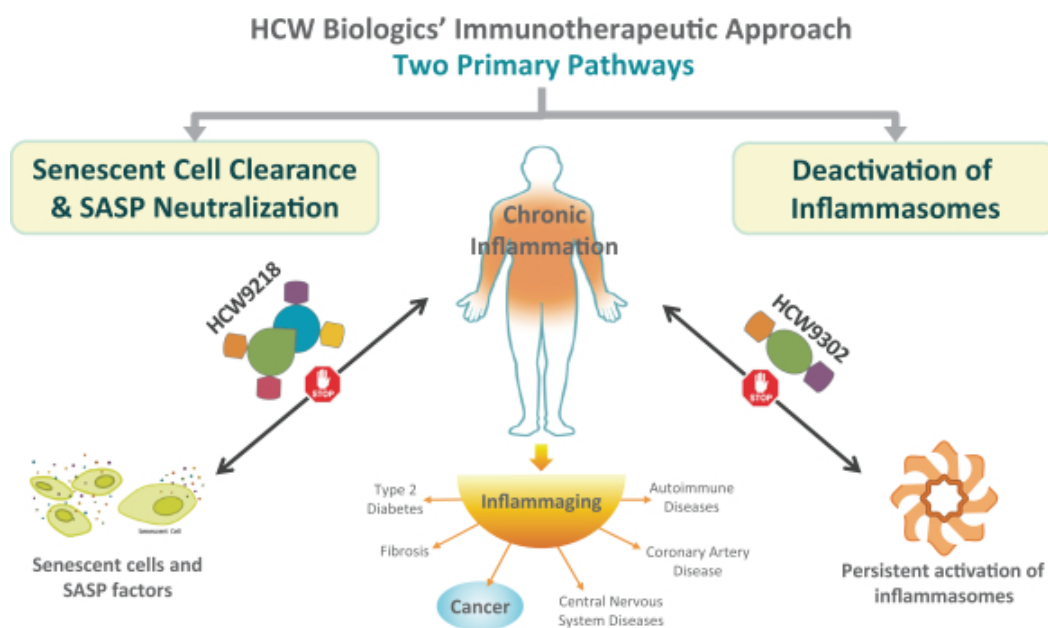 HCW Biologics' Immunotherapeutic Approach
Two Primary Pathways
Senescent Cell Clearance
& SASP Neutralization
Deactivation of
Inflammasomes
Chronic
Inflammation
HCW9218
STOP
HCW9302
STOP
Senescent Cell
Senescent cells and
SASP factors
Inflammaging
Type 2
Diabetes
Fibrosis
Cancer
Central Nervous
System Diseases
Coronary Artery
Disease
Autoimmune
Diseases
Persistent activation of
inflammasomes